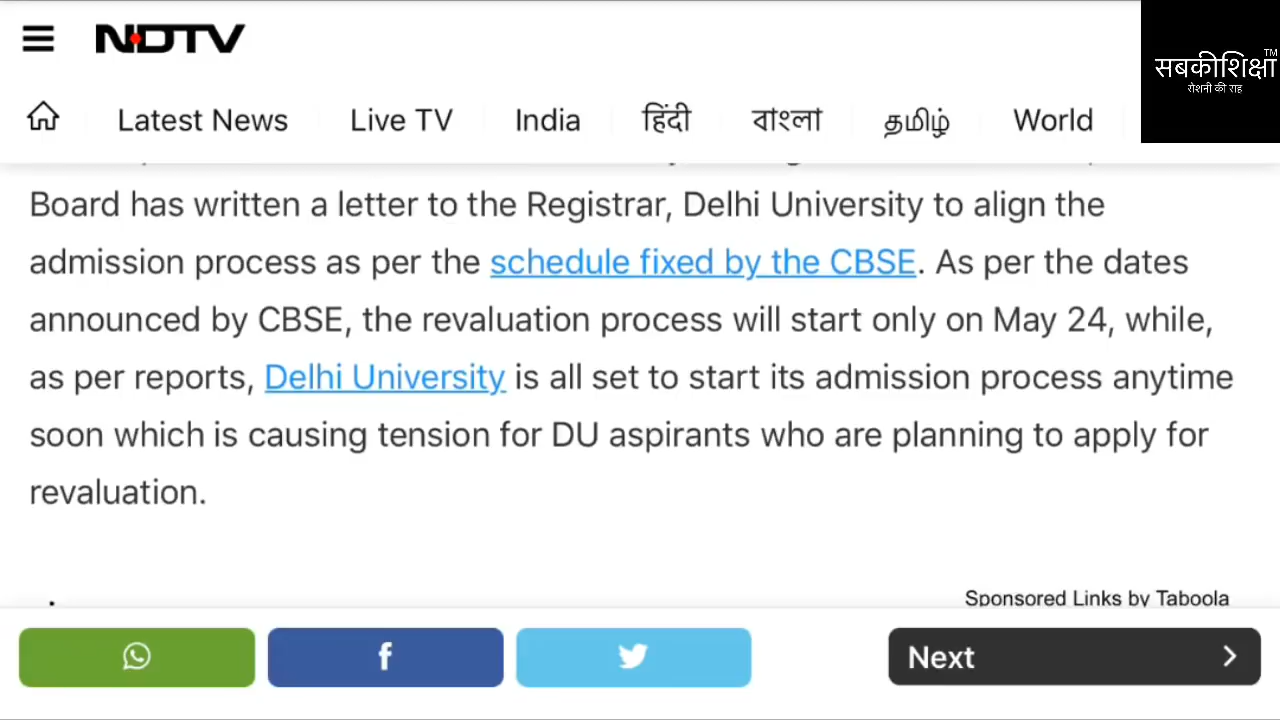 NDTV
सबकीशिक्षा™
रोशनी की राह
Latest News Live TV India हिंदी বাংলা தமிழ் World
Board has written a letter to the Registrar, Delhi University to align the
admission process as per the schedule fixed by the CBSE. As per the dates
announced by CBSE, the revaluation process will start only on May 24, while,
as per reports, Delhi University is all set to start its admission process anytime
soon which is causing tension for DU aspirants who are planning to apply for
revaluation.
Sponsored Links by Taboola
Next